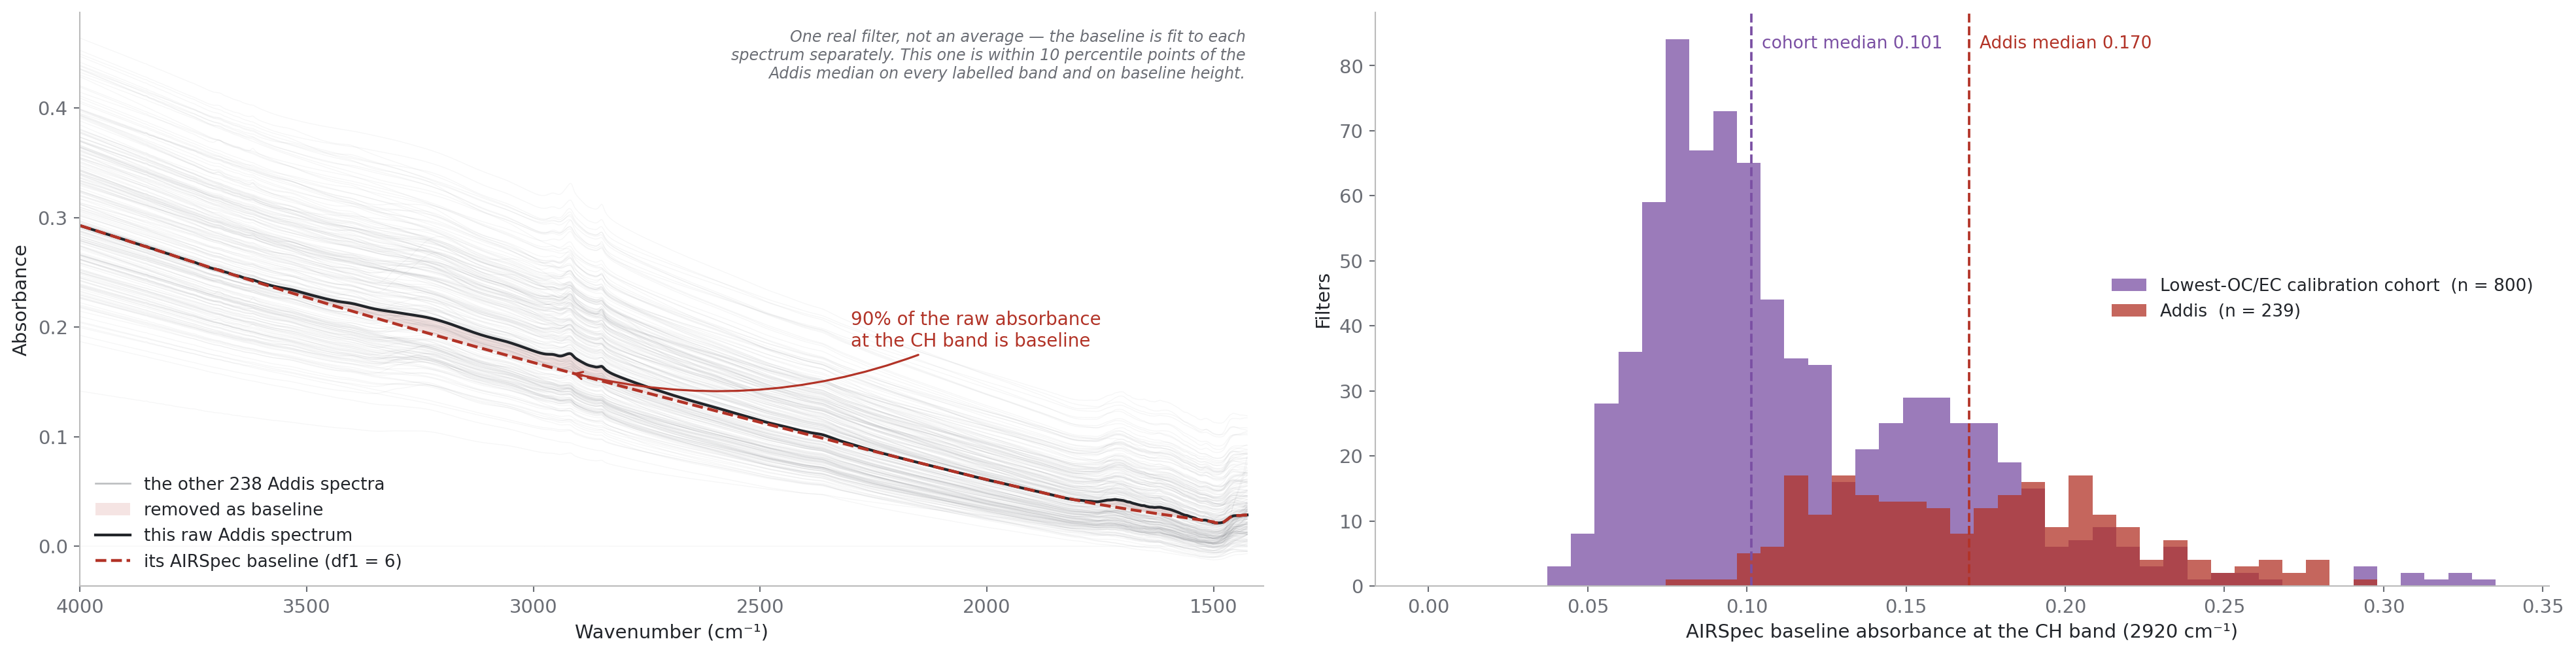 One real filter, not an average — the baseline is fit to each
spectrum separately. This one is within 10 percentile points of the
Addis median on every labelled band and on baseline height.
Absorbance
0.4
0.3
0.2
0.1
0.0
90% of the raw absorbance
at the CH band is baseline
the other 238 Addis spectra
removed as baseline
this raw Addis spectrum
its AIRSpec baseline (df1 = 6)
4000 3500 3000 2500 2000 1500
Wavenumber (cm⁻¹)
cohort median 0.101
Addis median 0.170
Filters
80
70
60
50
40
30
20
10
0
Lowest-OC/EC calibration cohort (n = 800)
Addis (n = 239)
0.00 0.05 0.10 0.15 0.20 0.25 0.30 0.35
AIRSpec baseline absorbance at the CH band (2920 cm⁻¹)